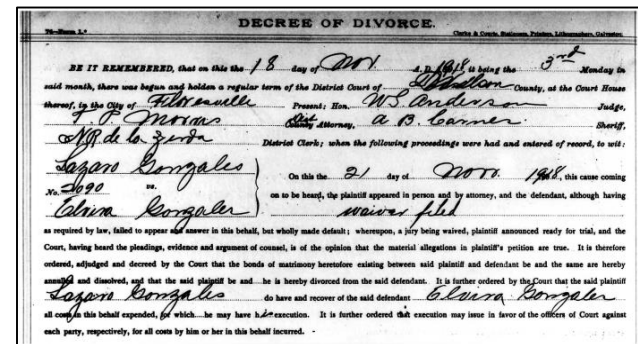 DECREE OF DIVORCE.
Clarke & Courts, Stationers, Printers, Lithographers, Galveston.
BE IT REMEMBERED, that on this the 18 day of Nov. A. D. 1918, it being the 3rd Monday in
said month, there was begun and holden a regular term of the District Court of Wilson County, at the Court House
thereof, in the City of Floresville Present: Hon. W S. Anderson Judge,
Morris Dist Attorney, A B. Carner Sheriff,
NR de la Zerda District Clerk; when the following proceedings were had and entered of record, to wit:
Lazaro Gonzales
No. 2090 vs.
Elvira Gonzales
On this the 21 day of Nov. 1918, this cause coming
on to be heard, the plaintiff appeared in person and by attorney, and the defendant, although having
waivar filed
as required by law, failed to appear and answer in this behalf, but wholly made default; whereupon, a jury being waived, plaintiff announced ready for trial, and the
Court, having heard the pleadings, evidence and argument of counsel, is of the opinion that the material allegations in plaintiff's petition are true. It is therefore
ordered, adjudged and decreed by the Court that the bonds of matrimony heretofore existing between said plaintiff and defendant be and the same are hereby
annulled and dissolved, and that the said plaintiff be and he is hereby divorced from the said defendant. It is further ordered by the Court that the said plaintiff
Lazaro Gonzales do have and recover of the said defendant Elvira Gonzales
all costs in this behalf expended, for which he may have his execution. It is further ordered that execution may issue in favor of the officers of Court against
each party, respectively, for all costs by him or her in this behalf incurred.